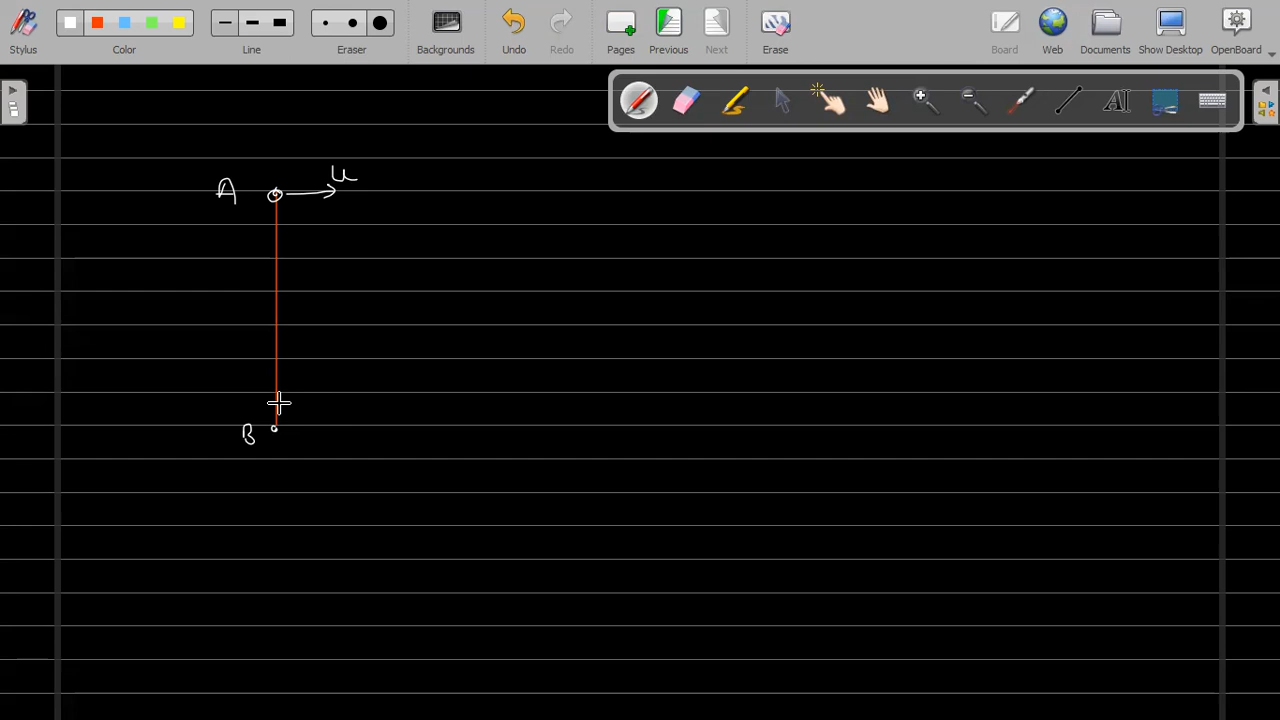 Stylus Color Line Eraser Backgrounds Undo Redo Pages Previous Next Erase Board Web Documents Show Desktop OpenBoard
A u
B